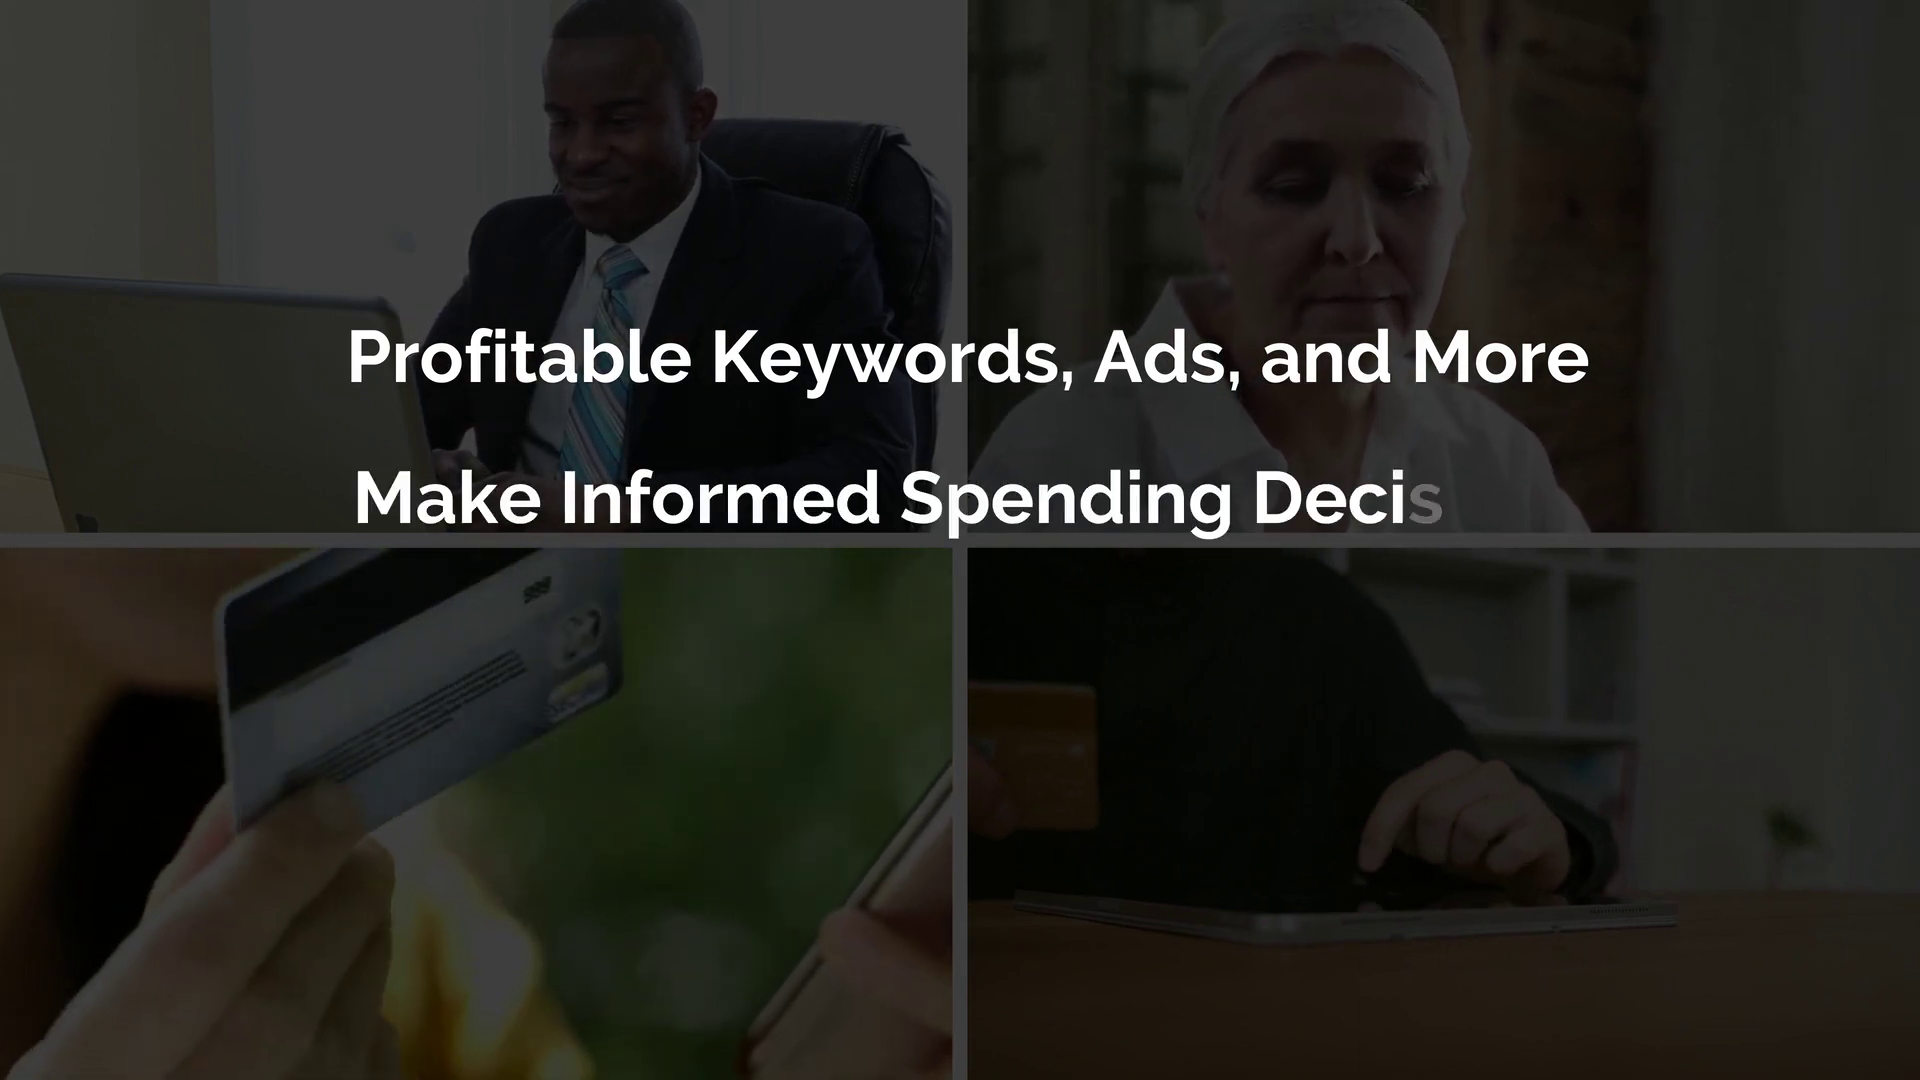 Profitable Keywords, Ads, and More
Make Informed Spending Decis